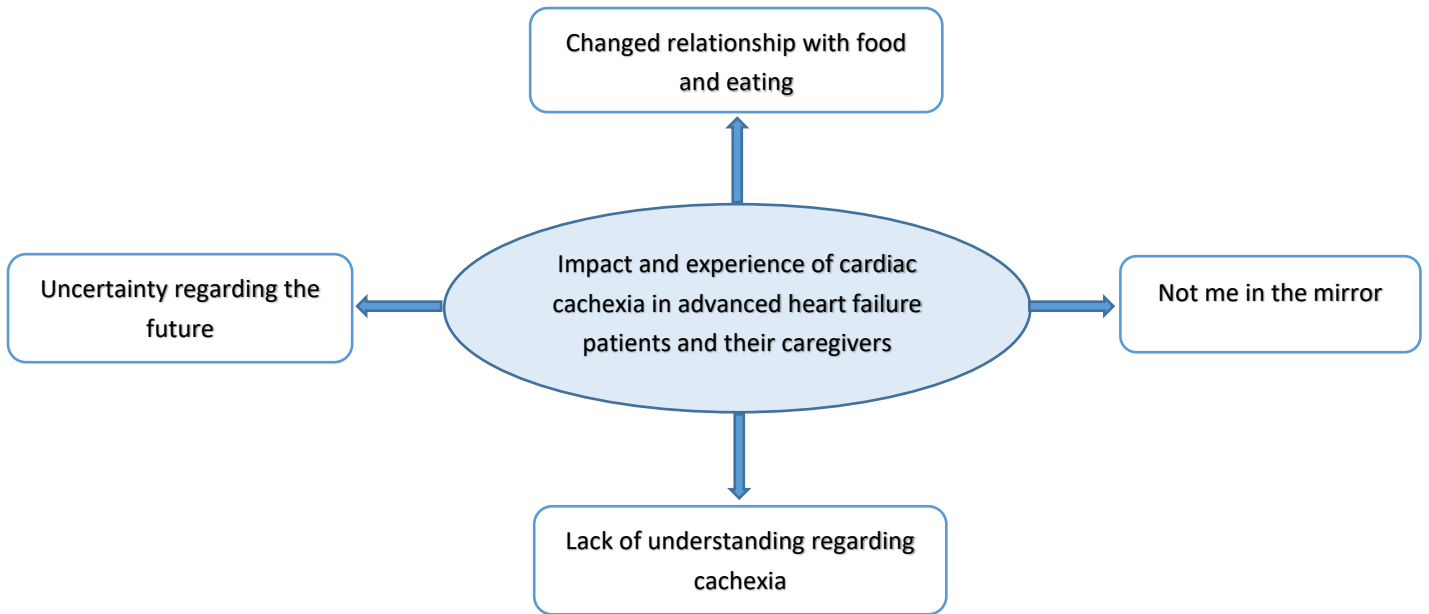 Changed relationship with food
and eating
Impact and experience of cardiac
cachexia in advanced heart failure
patients and their caregivers
Uncertainty regarding the
future
Not me in the mirror
Lack of understanding regarding
cachexia